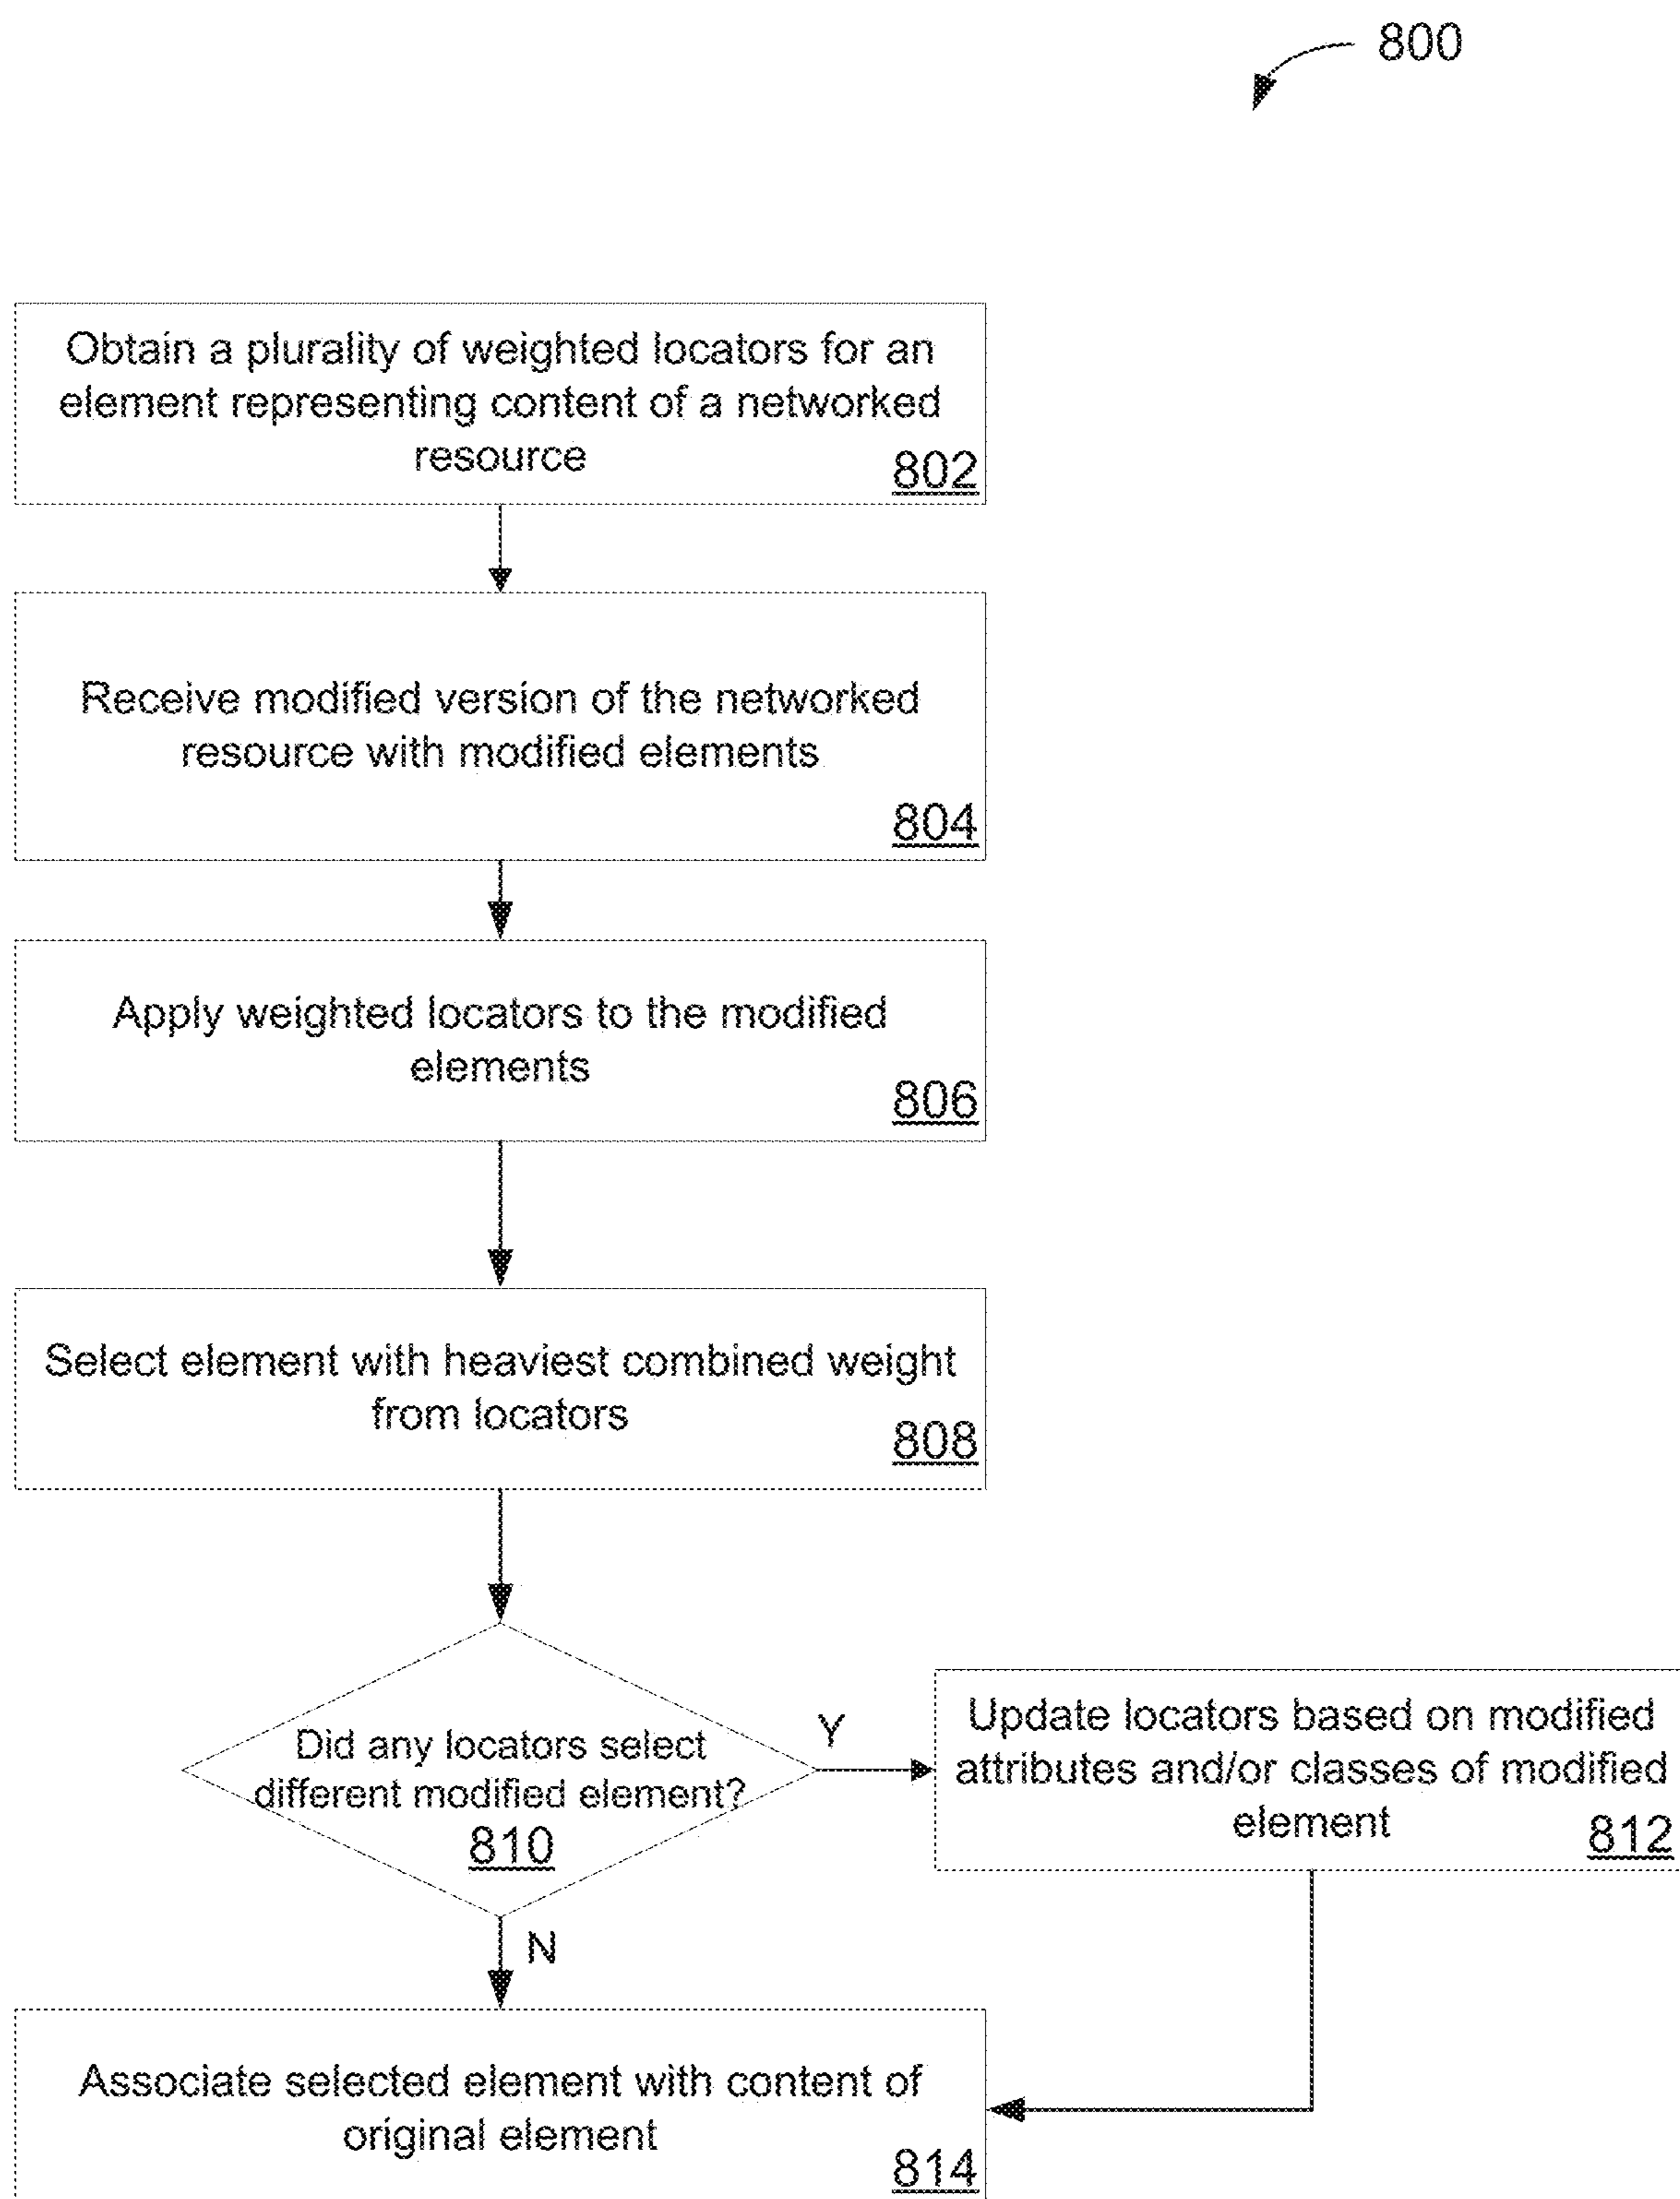 800
Obtain a plurality of weighted locators for an
element representing content of a networked
resource
802
Receive modified version of the networked
resource with modified elements
804
Apply weighted locators to the modified
elements
806
Select element with heaviest combined weight
from locators
808
Did any locators select
different modified element?
810
Y
Update locators based on modified
attributes and/or classes of modified
element
812
N
Associate selected element with content of
original element
814